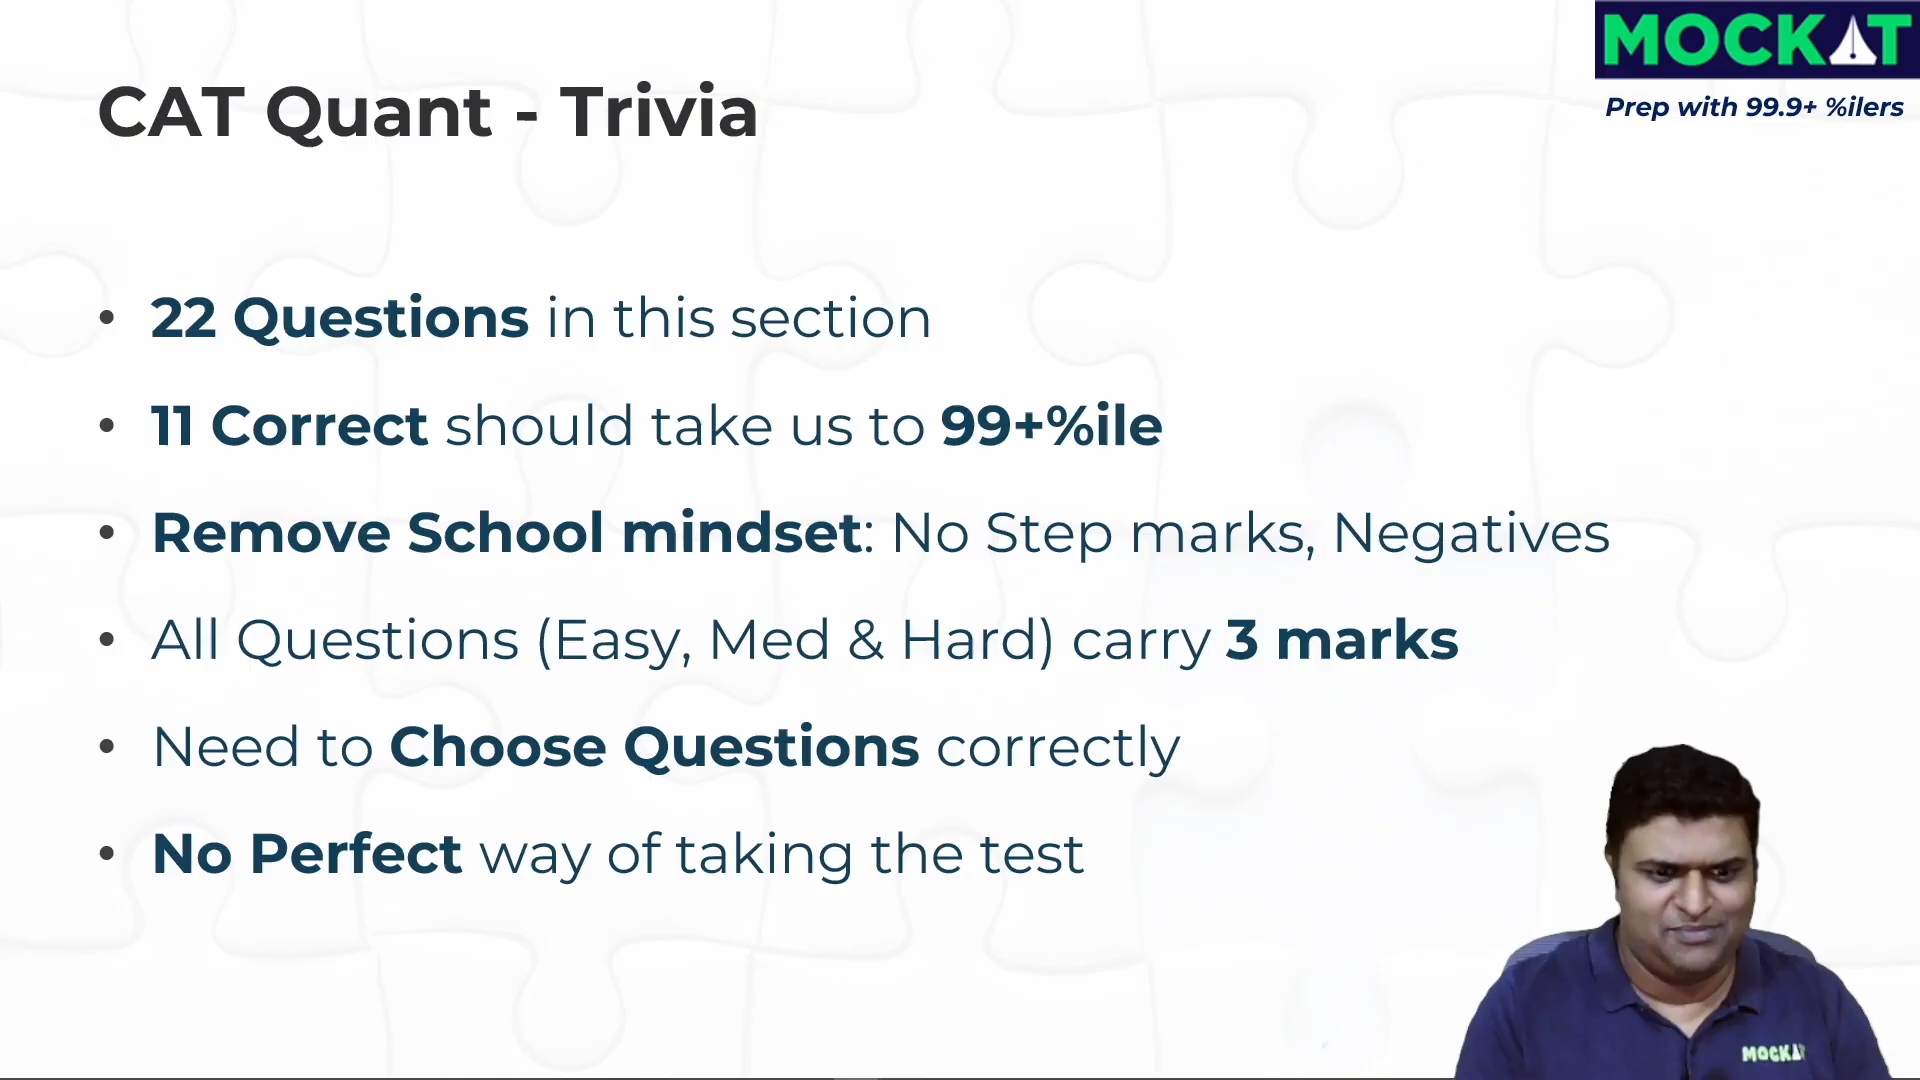 MOCKAT
Prep with 99.9+ %ilers
CAT Quant - Trivia
• 22 Questions in this section
• 11 Correct should take us to 99+%ile
• Remove School mindset: No Step marks, Negatives
• All Questions (Easy, Med & Hard) carry 3 marks
• Need to Choose Questions correctly
• No Perfect way of taking the test
MOCKAT